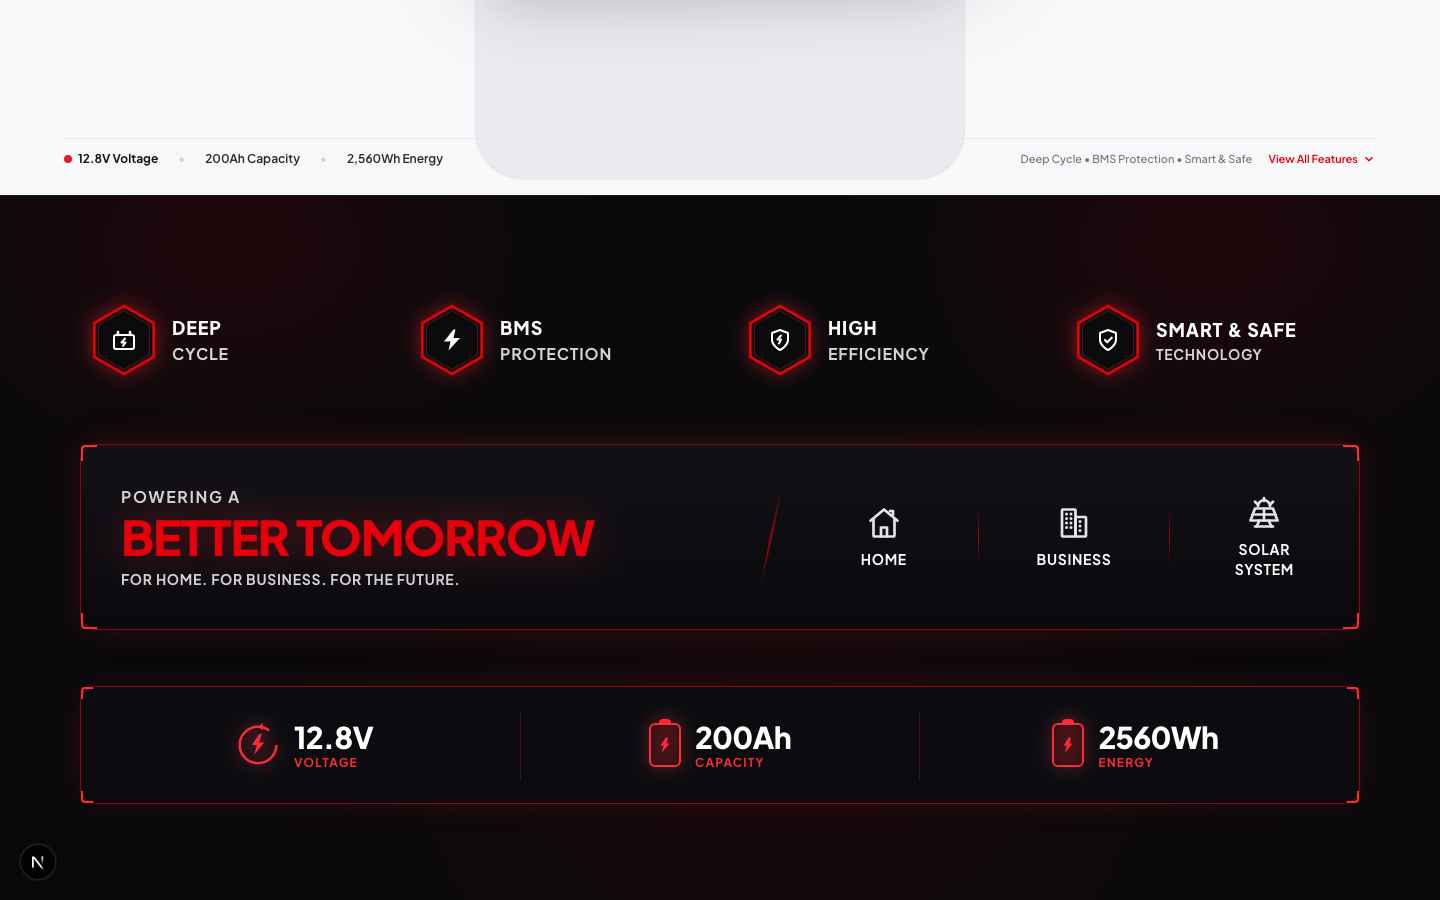 12.8V Voltage • 200Ah Capacity • 2,560Wh Energy
Deep Cycle • BMS Protection • Smart & Safe View All Features
DEEP
CYCLE
BMS
PROTECTION
HIGH
EFFICIENCY
SMART & SAFE
TECHNOLOGY
POWERING A
BETTER TOMORROW
FOR HOME. FOR BUSINESS. FOR THE FUTURE.
HOME
BUSINESS
SOLAR
SYSTEM
12.8V
VOLTAGE
200Ah
CAPACITY
2560Wh
ENERGY
N